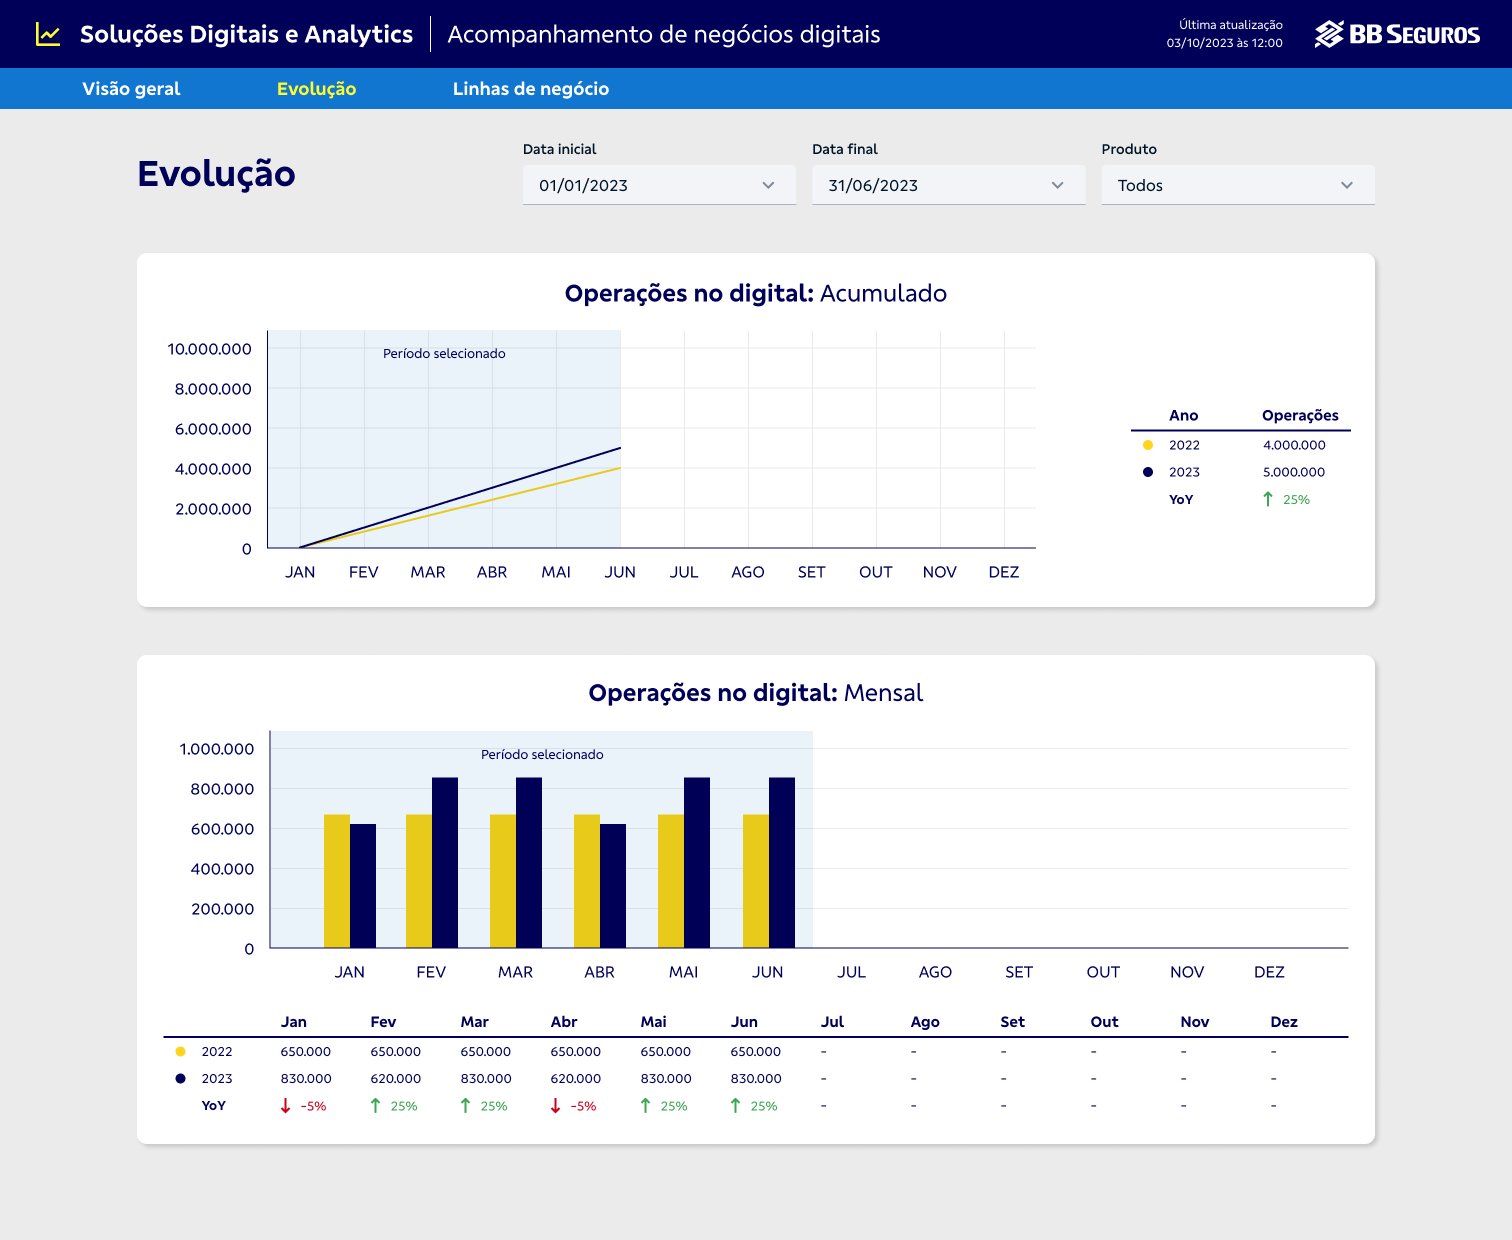 Soluções Digitais e Analytics Acompanhamento de negócios digitais
Última atualização
03/10/2023 às 12:00
BB SEGUROS
Visão geral Evolução Linhas de negócio
Evolução
Data inicial Data final Produto
01/01/2023 31/06/2023 Todos
Operações no digital: Acumulado
Período selecionado
10.000.000
8.000.000
6.000.000
4.000.000
2.000.000
0
JAN FEV MAR ABR MAI JUN JUL AGO SET OUT NOV DEZ
Ano Operações
2022 4.000.000
2023 5.000.000
YoY ↑ 25%
Operações no digital: Mensal
Período selecionado
1.000.000
800.000
600.000
400.000
200.000
0
JAN FEV MAR ABR MAI JUN JUL AGO SET OUT NOV DEZ
Jan Fev Mar Abr Mai Jun Jul Ago Set Out Nov Dez
2022 650.000 650.000 650.000 650.000 650.000 650.000 - - - - - -
2023 830.000 620.000 830.000 620.000 830.000 830.000 - - - - - -
YoY ↓ -5% ↑ 25% ↑ 25% ↓ -5% ↑ 25% ↑ 25% - - - - - -